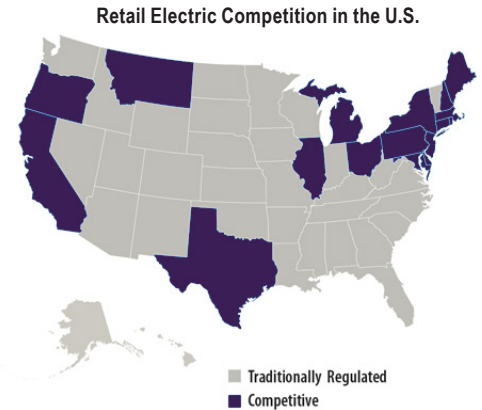 Retail Electric Competition in the U.S.
Traditionally Regulated
Competitive